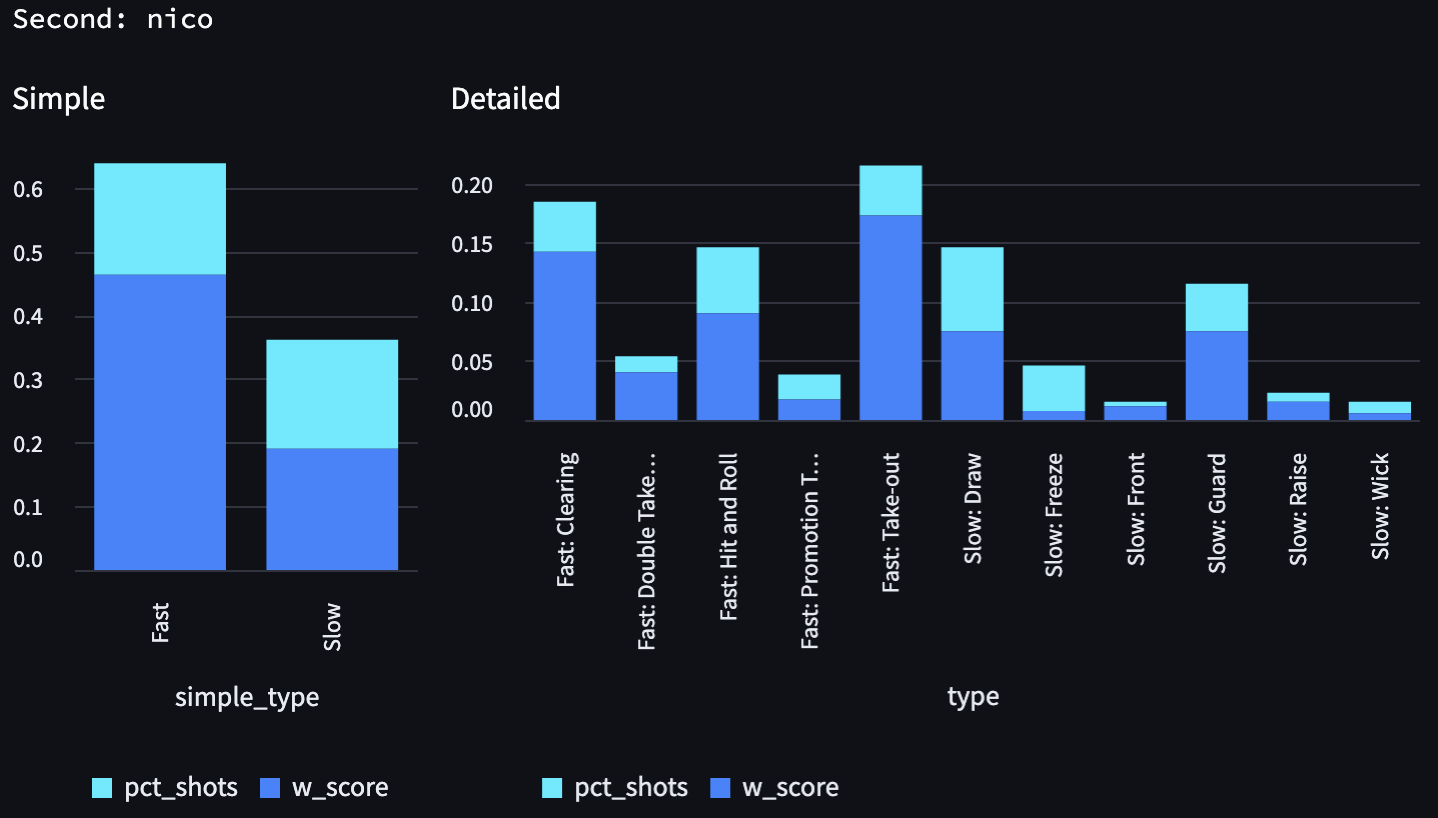 Second: nico
Simple
0.6
0.5
0.4
0.3
0.2
0.1
0.0
Fast
Slow
simple_type
pct_shots
w_score
Detailed
0.20
0.15
0.10
0.05
0.00
Fast: Clearing
Fast: Double Take…
Fast: Hit and Roll
Fast: Promotion T…
Fast: Take-out
Slow: Draw
Slow: Freeze
Slow: Front
Slow: Guard
Slow: Raise
Slow: Wick
type
pct_shots
w_score